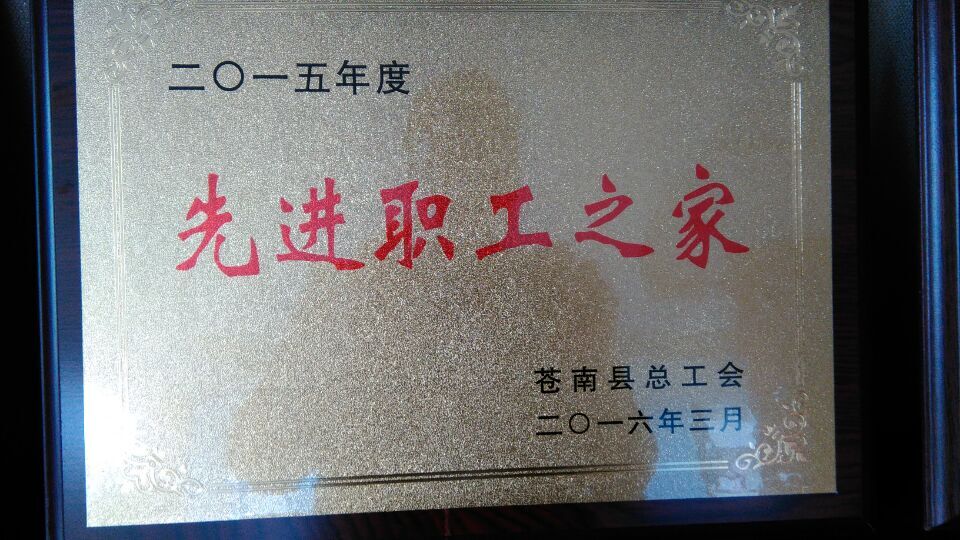 二〇一五年度
先进职工之家
苍南县总工会
二〇一六年三月